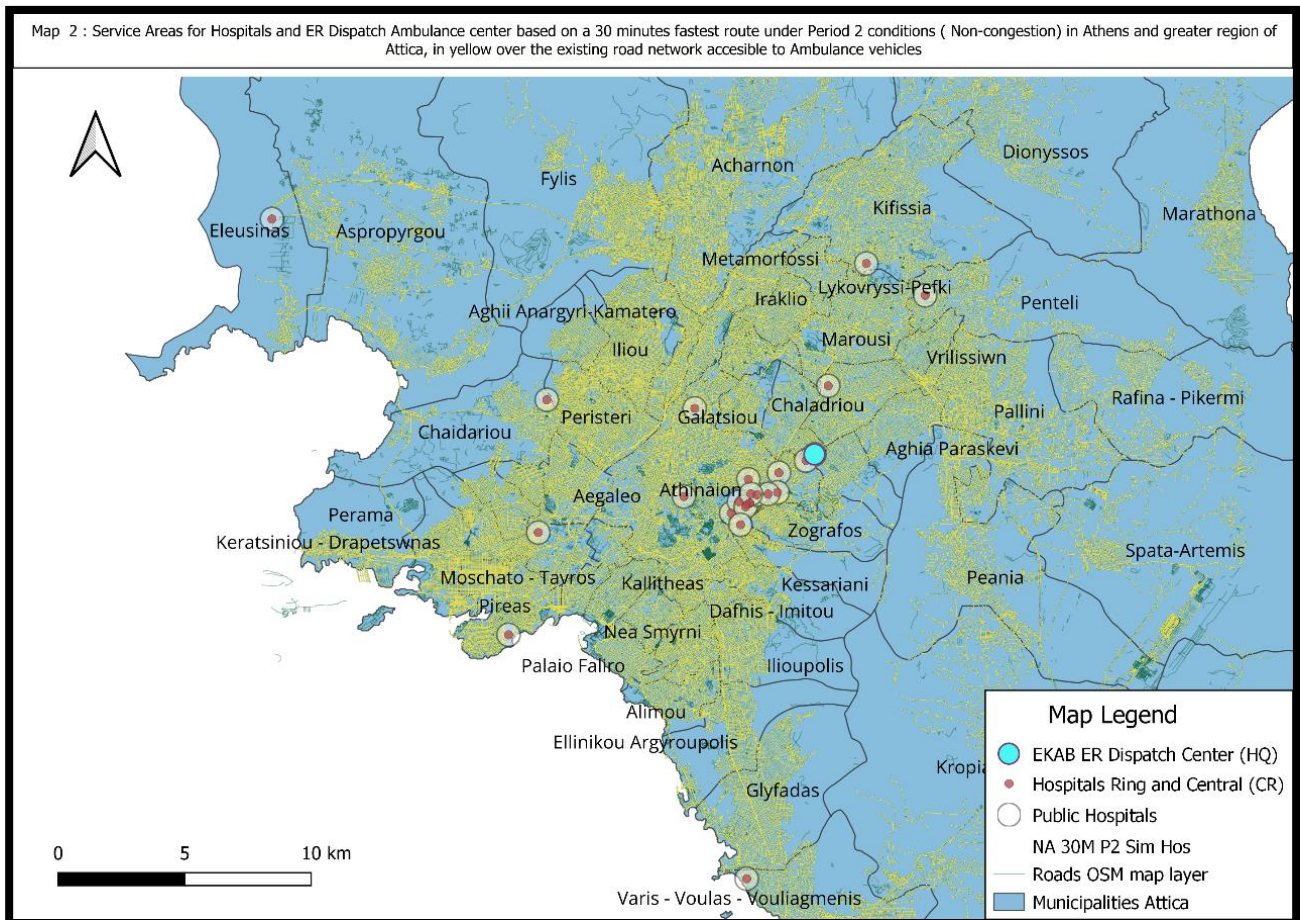 Map 2 : Service Areas for Hospitals and ER Dispatch Ambulance center based on a 30 minutes fastest route under Period 2 conditions ( Non-congestion) in Athens and greater region of
Attica, in yellow over the existing road network accesible to Ambulance vehicles
Dionyssos
Acharnon
Fylis
Kifissia
Marathona
Eleusinas
Aspropyrgou
Metamorfossi
Lykovryssi-Pefki
Iraklio
Penteli
Aghii Anargyri-Kamatero
Iliou
Marousi
Vrilissiwn
Rafina - Pikermi
Chaladriou
Peristeri
Galatsiou
Pallini
Chaidariou
Aghia Paraskevi
Athinaion
Aegaleo
Perama
Zografos
Keratsiniou - Drapetswnas
Spata-Artemis
Moschato - Tayros
Kallitheas
Kessariani
Peania
Pireas
Dafnis - Imitou
Nea Smyrni
Palaio Faliro
Ilioupolis
Alimou
Ellinikou Argyroupolis
Glyfadas
Kropia
Varis - Voulas - Vouliagmenis
Map Legend
EKAB ER Dispatch Center (HQ)
Hospitals Ring and Central (CR)
Public Hospitals
NA 30M P2 Sim Hos
Roads OSM map layer
Municipalities Attica
0 5 10 km